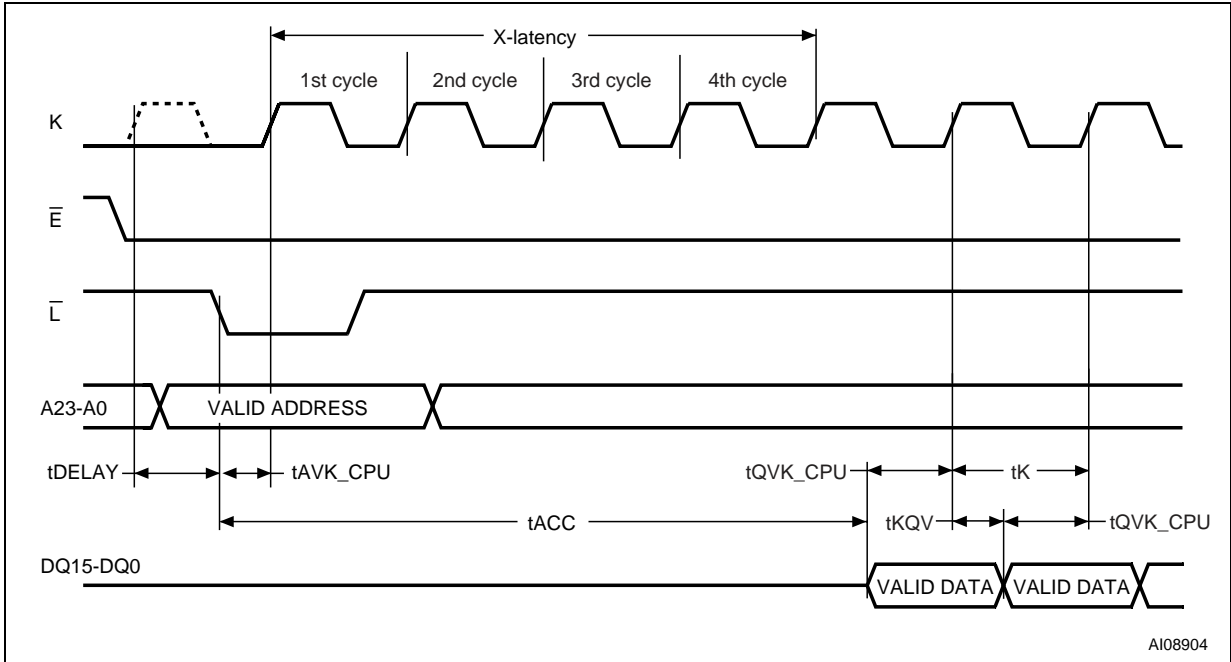 X-latency
1st cycle 2nd cycle 3rd cycle 4th cycle
K
E
L
A23-A0 VALID ADDRESS
tDELAY tAVK_CPU tQVK_CPU tK
tACC tKQV tQVK_CPU
DQ15-DQ0
VALID DATA VALID DATA
AI08904